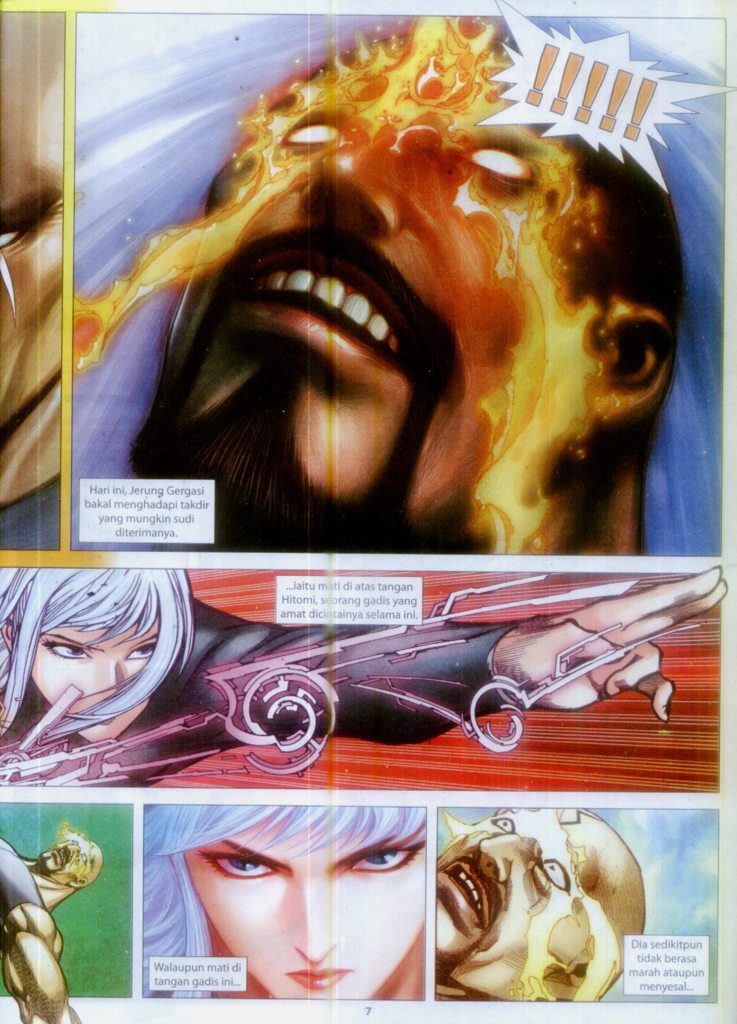 !!!!!
Hari ini, Jerung Gergasi
bakal menghadapi takdir
yang mungkin sudi
diterimanya.
...iaitu mati di atas tangan
Hitomi, seorang gadis yang
amat dicintainya selama ini.
Walaupun mati di
tangan gadis ini...
Dia sedikitpun
tidak berasa
marah ataupun
menyesal...
7